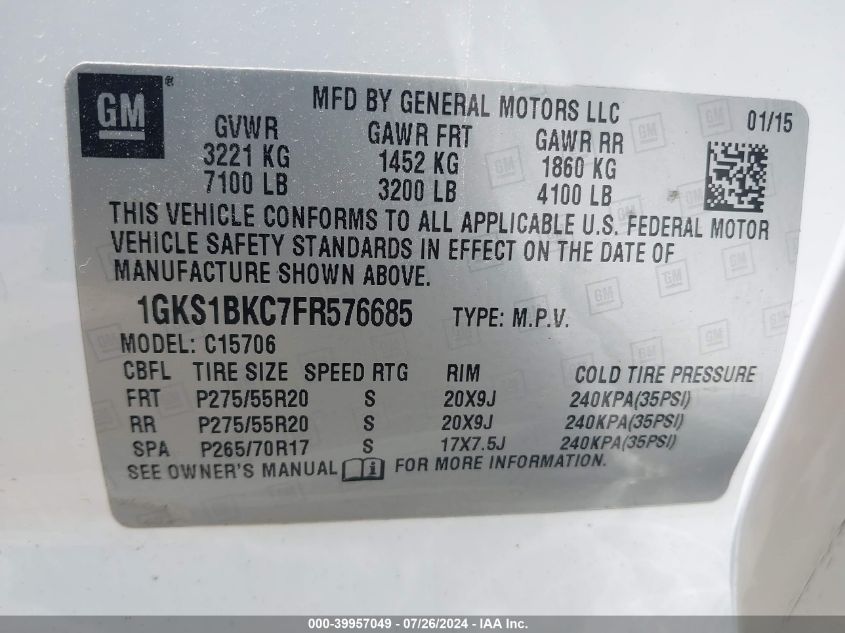 GM®
MFD BY GENERAL MOTORS LLC
01/15
GVWR GAWR FRT GAWR RR
3221 KG 1452 KG 1860 KG
7100 LB 3200 LB 4100 LB
THIS VEHICLE CONFORMS TO ALL APPLICABLE U.S. FEDERAL MOTOR
VEHICLE SAFETY STANDARDS IN EFFECT ON THE DATE OF
MANUFACTURE SHOWN ABOVE.
1GKS1BKC7FR576685 TYPE: M.P.V.
MODEL: C15706
CBFL TIRE SIZE SPEED RTG RIM COLD TIRE PRESSURE
FRT P275/55R20 S 20X9J 240KPA(35PSI)
RR P275/55R20 S 20X9J 240KPA(35PSI)
SPA P265/70R17 S 17X7.5J 240KPA(35PSI)
SEE OWNER'S MANUAL i FOR MORE INFORMATION.
000-39957049 - 07/26/2024 - IAA Inc.